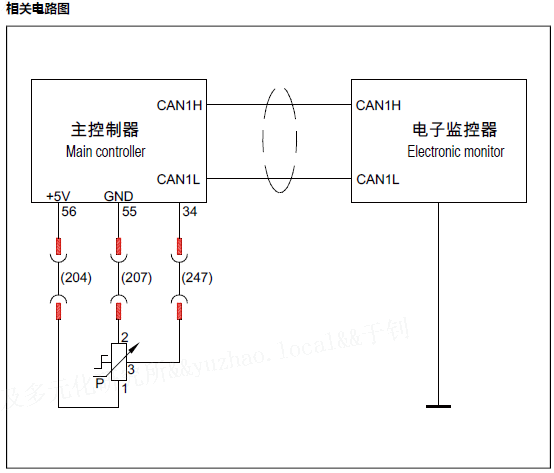 相关电路图
CAN1H
CAN1H
主控制器
电子监控器
Main controller
Electronic monitor
CAN1L
CAN1L
+5V
GND
56
55
34
(204)
(207)
(247)
2
3
P
1